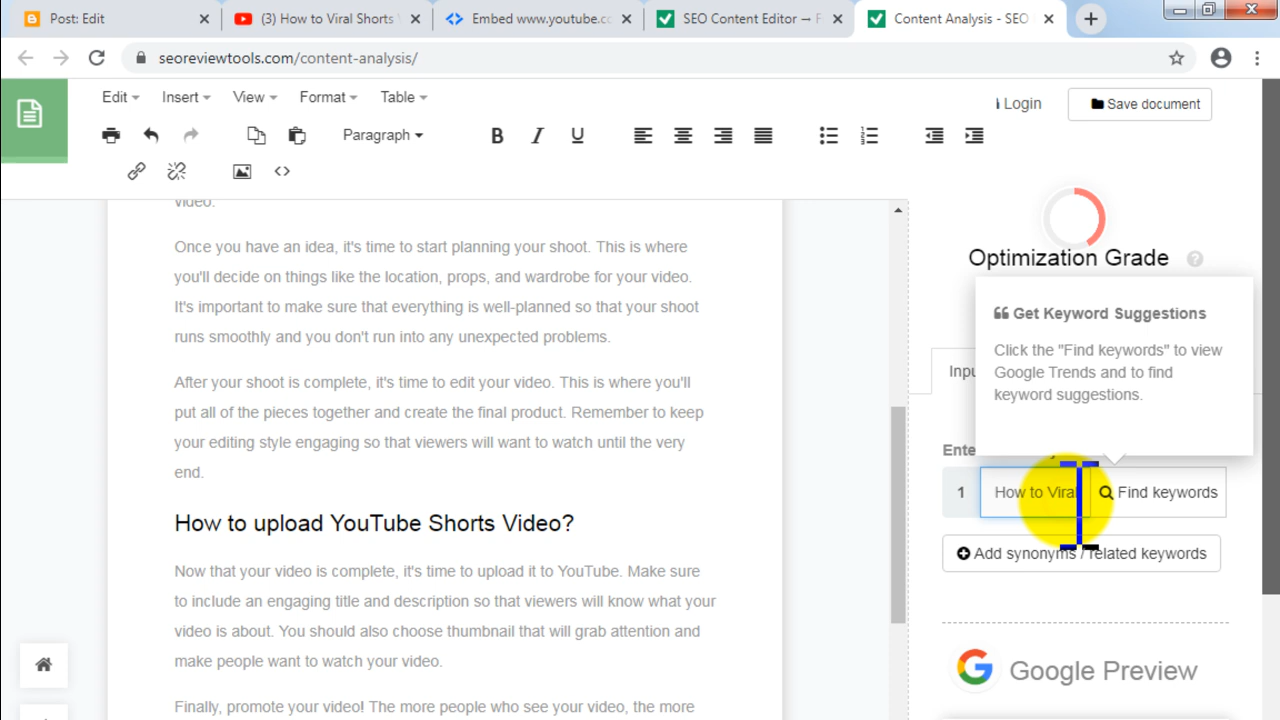 Post: Edit
(3) How to Viral Shorts
Embed www.youtube.co
SEO Content Editor →
Content Analysis - SEO
seoreviewtools.com/content-analysis/
Edit
Insert
View
Format
Table
Login
Save document
Paragraph
B
I
U
video.
Once you have an idea, it's time to start planning your shoot. This is where
you'll decide on things like the location, props, and wardrobe for your video.
It's important to make sure that everything is well-planned so that your shoot
runs smoothly and you don't run into any unexpected problems.
After your shoot is complete, it's time to edit your video. This is where you'll
put all of the pieces together and create the final product. Remember to keep
your editing style engaging so that viewers will want to watch until the very
end.
How to upload YouTube Shorts Video?
Now that your video is complete, it's time to upload it to YouTube. Make sure
to include an engaging title and description so that viewers will know what your
video is about. You should also choose thumbnail that will grab attention and
make people want to watch your video.
Finally, promote your video! The more people who see your video, the more
Optimization Grade
?
Get Keyword Suggestions
Click the "Find keywords" to view
Google Trends and to find
keyword suggestions.
Inpu
Ente
1
How to Viral
Find keywords
Add synonyms / related keywords
Google Preview